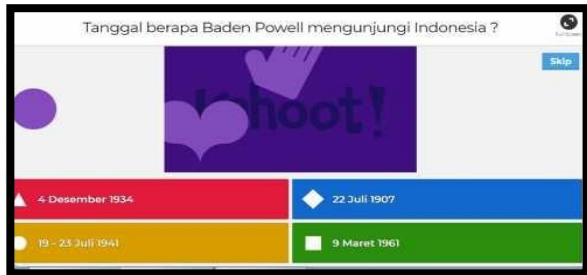 Tanggal berapa Baden Powell mengunjungi Indonesia ?
Skip
Kahoot!
4 Desember 1934
22 Juli 1907
19 - 23 Juli 1941
9 Maret 1961